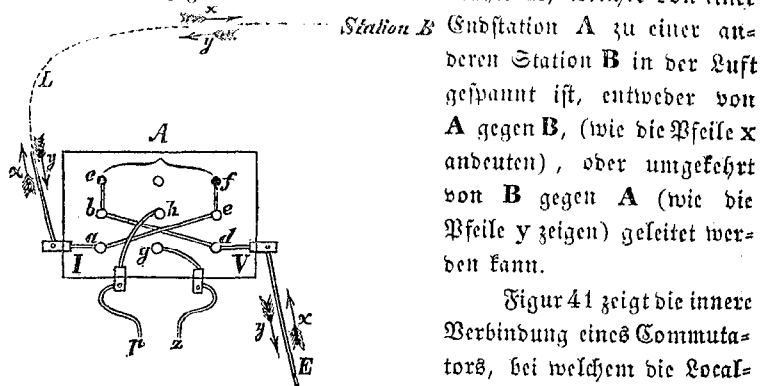 Endstation A zu einer an=
deren Station B in der Luft
gespannt ist, entweder von
A gegen B, (wie die Pfeile x
andeuten), oder umgekehrt
von B gegen A (wie die
Pfeile y zeigen) geleitet wer=
den kann.
Figur 41 zeigt die innere
Verbindung eines Commuta=
tors, bei welchem die Local=
x
Station B
y
L
A
x
y
c
f
b
h
e
a
g
d
I
V
P
z
y
x
E